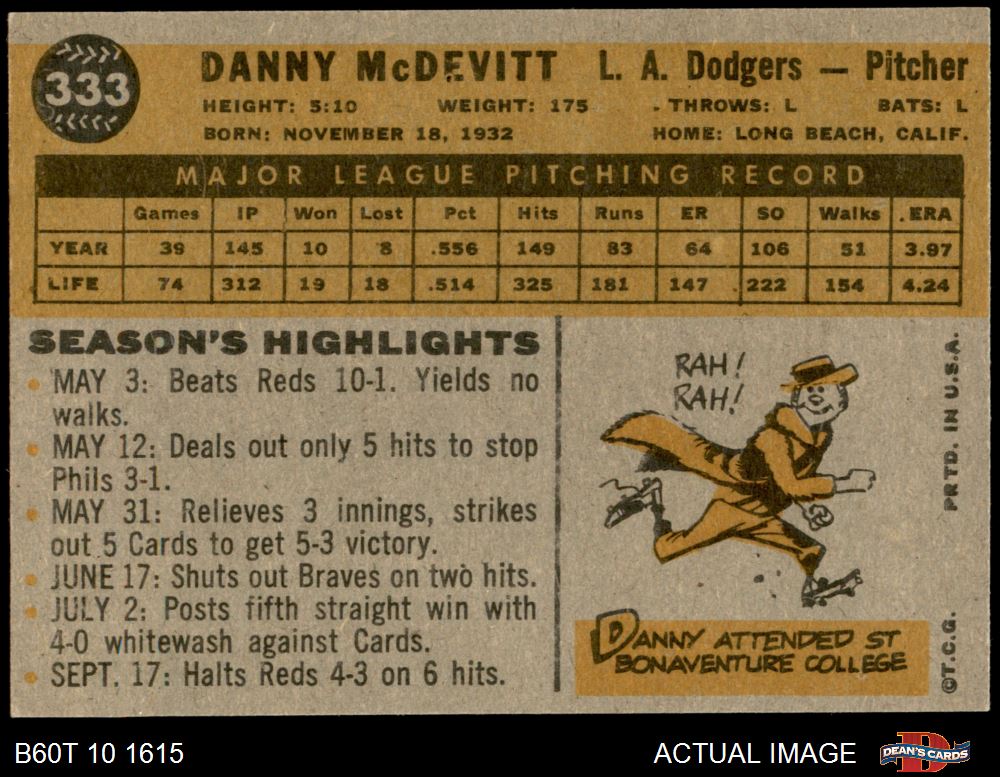 333
DANNY McDEVITT L. A. Dodgers — Pitcher
HEIGHT: 5:10 WEIGHT: 175 THROWS: L BATS: L
BORN: NOVEMBER 18, 1932 HOME: LONG BEACH, CALIF.
MAJOR LEAGUE PITCHING RECORD
Games IP Won Lost Pct Hits Runs ER SO Walks ERA
YEAR 39 145 10 8 .556 149 83 64 106 51 3.97
LIFE 74 312 19 18 .514 325 181 147 222 154 4.24
SEASON'S HIGHLIGHTS
• MAY 3: Beats Reds 10-1. Yields no
walks.
• MAY 12: Deals out only 5 hits to stop
Phils 3-1.
• MAY 31: Relieves 3 innings, strikes
out 5 Cards to get 5-3 victory.
• JUNE 17: Shuts out Braves on two hits.
• JULY 2: Posts fifth straight win with
4-0 whitewash against Cards.
• SEPT. 17: Halts Reds 4-3 on 6 hits.
RAH!
RAH!
DANNY ATTENDED ST
BONAVENTURE COLLEGE
©T.C.G. PRTD. IN U.S.A.
B60T 10 1615 ACTUAL IMAGE DEAN'S CARDS